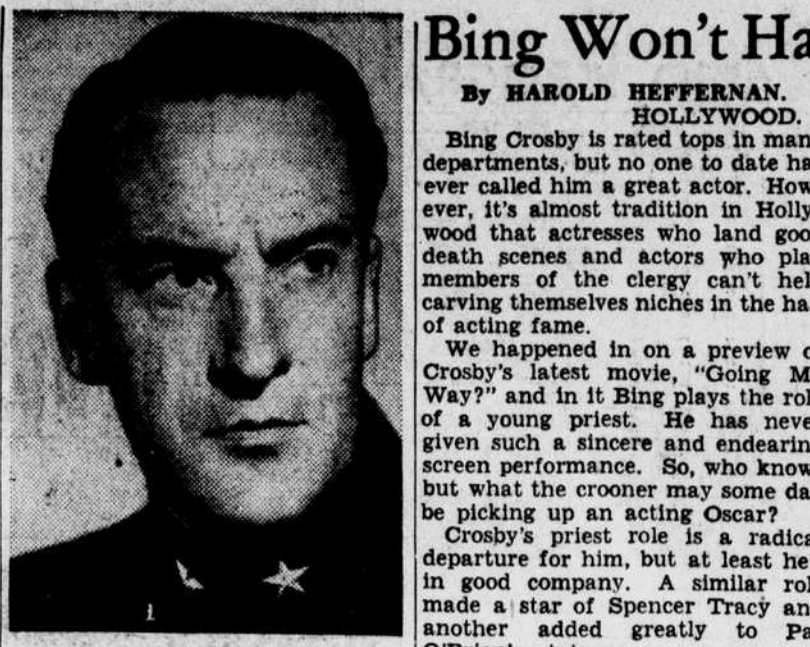 Bing Won't Ha
By HAROLD HEFFERNAN.
HOLLYWOOD.
Bing Crosby is rated tops in man
departments, but no one to date ha
ever called him a great actor. How
ever, it's almost tradition in Holly
wood that actresses who land goo
death scenes and actors who pla
members of the clergy can't hel
carving themselves niches in the ha
of acting fame.
We happened in on a preview o
Crosby's latest movie, "Going M
Way?" and in it Bing plays the rol
of a young priest. He has neve
given such a sincere and endearin
screen performance. So, who know
but what the crooner may some da
be picking up an acting Oscar?
Crosby's priest role is a radica
departure for him, but at least he
in good company. A similar rol
made a star of Spencer Tracy an
another added greatly to Pa
1